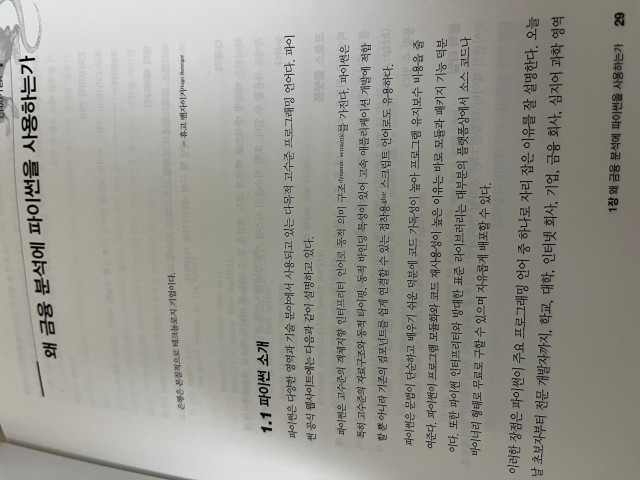 CHAPTER
왜 금융 분석에 파이썬을 사용하는가
은행은 본질적으로 테크놀로지 기업이다.
– 휴고 밴자이거Hugo Banziger
1.1 파이썬 소개
파이썬은 다양한 영역과 기술 분야에서 사용되고 있는 다목적 고수준 프로그래밍 언어다. 파이
썬 공식 웹사이트에는 다음과 같이 설명하고 있다.
파이썬은 고수준의 객체지향 인터프리터 언어로 동적 의미 구조dynamic semantic를 가진다. 파이썬은
특히 고수준의 자료구조와 동적 타이핑, 동적 바인딩 특성이 있어 고속 애플리케이션 개발에 적합
할 뿐 아니라 기존의 컴포넌트를 쉽게 연결할 수 있는 접착용glue 스크립트 언어로도 유용하다.
파이썬은 문법이 단순하고 배우기 쉬운 덕분에 코드 가독성이 높아 프로그램 유지보수 비용을 줄
여준다. 파이썬이 프로그램 모듈화와 코드 재사용성이 높은 이유는 바로 모듈과 패키지 기능 덕분
이다. 또한 파이썬 인터프리터와 방대한 표준 라이브러리는 대부분의 플랫폼상에서 소스 코드나
바이너리 형태로 무료로 구할 수 있으며 자유롭게 배포할 수 있다.
이러한 장점은 파이썬이 주요 프로그래밍 언어 중 하나로 자리 잡은 이유를 잘 설명한다. 오늘
날 초보자부터 전문 개발자까지, 학교, 대학, 인터넷 회사, 기업, 금융 회사, 심지어 과학 영역
1장 왜 금융 분석에 파이썬을 사용하는가 29